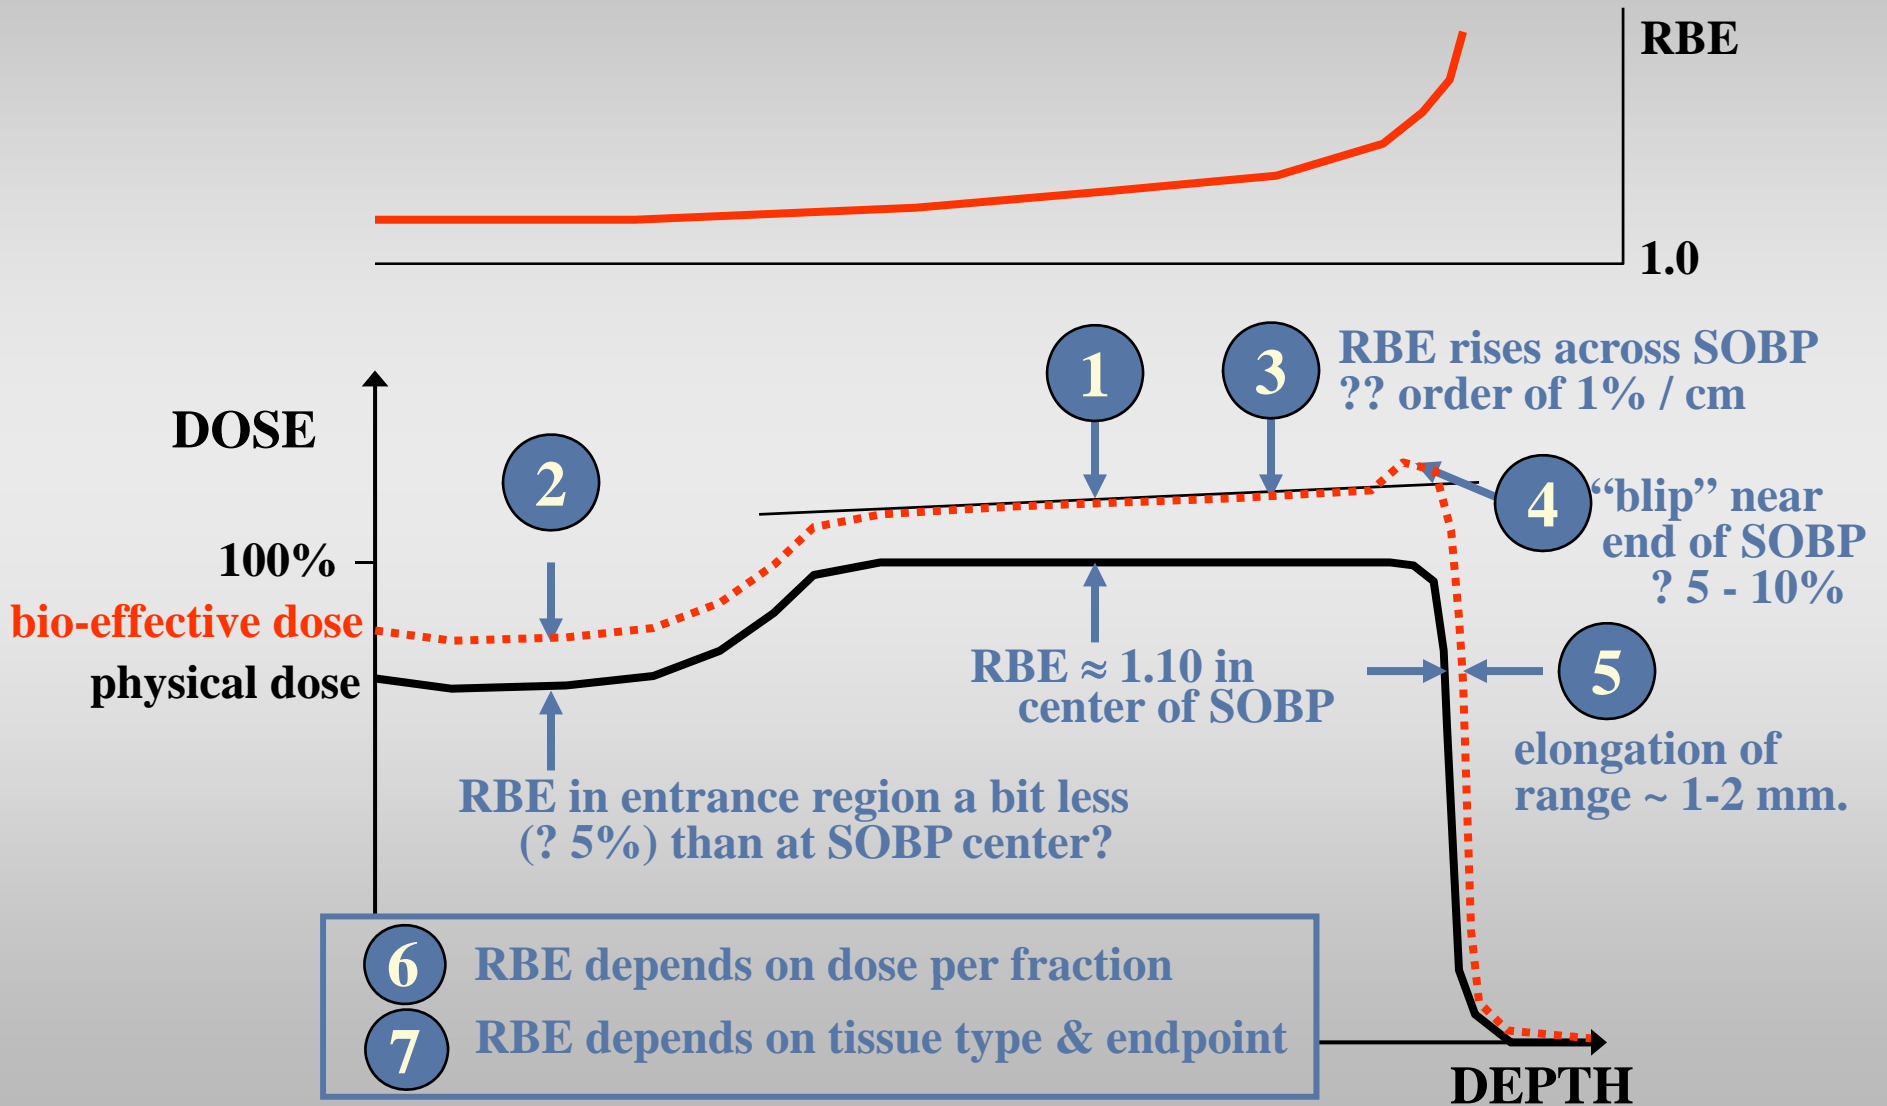 RBE
1.0
1
3
RBE rises across SOBP
?? order of 1% / cm
DOSE
2
4
“blip” near
end of SOBP
? 5 - 10%
100%
bio-effective dose
physical dose
RBE ≈ 1.10 in
center of SOBP
5
elongation of
range ~ 1-2 mm.
RBE in entrance region a bit less
(? 5%) than at SOBP center?
6 RBE depends on dose per fraction
7 RBE depends on tissue type & endpoint
DEPTH